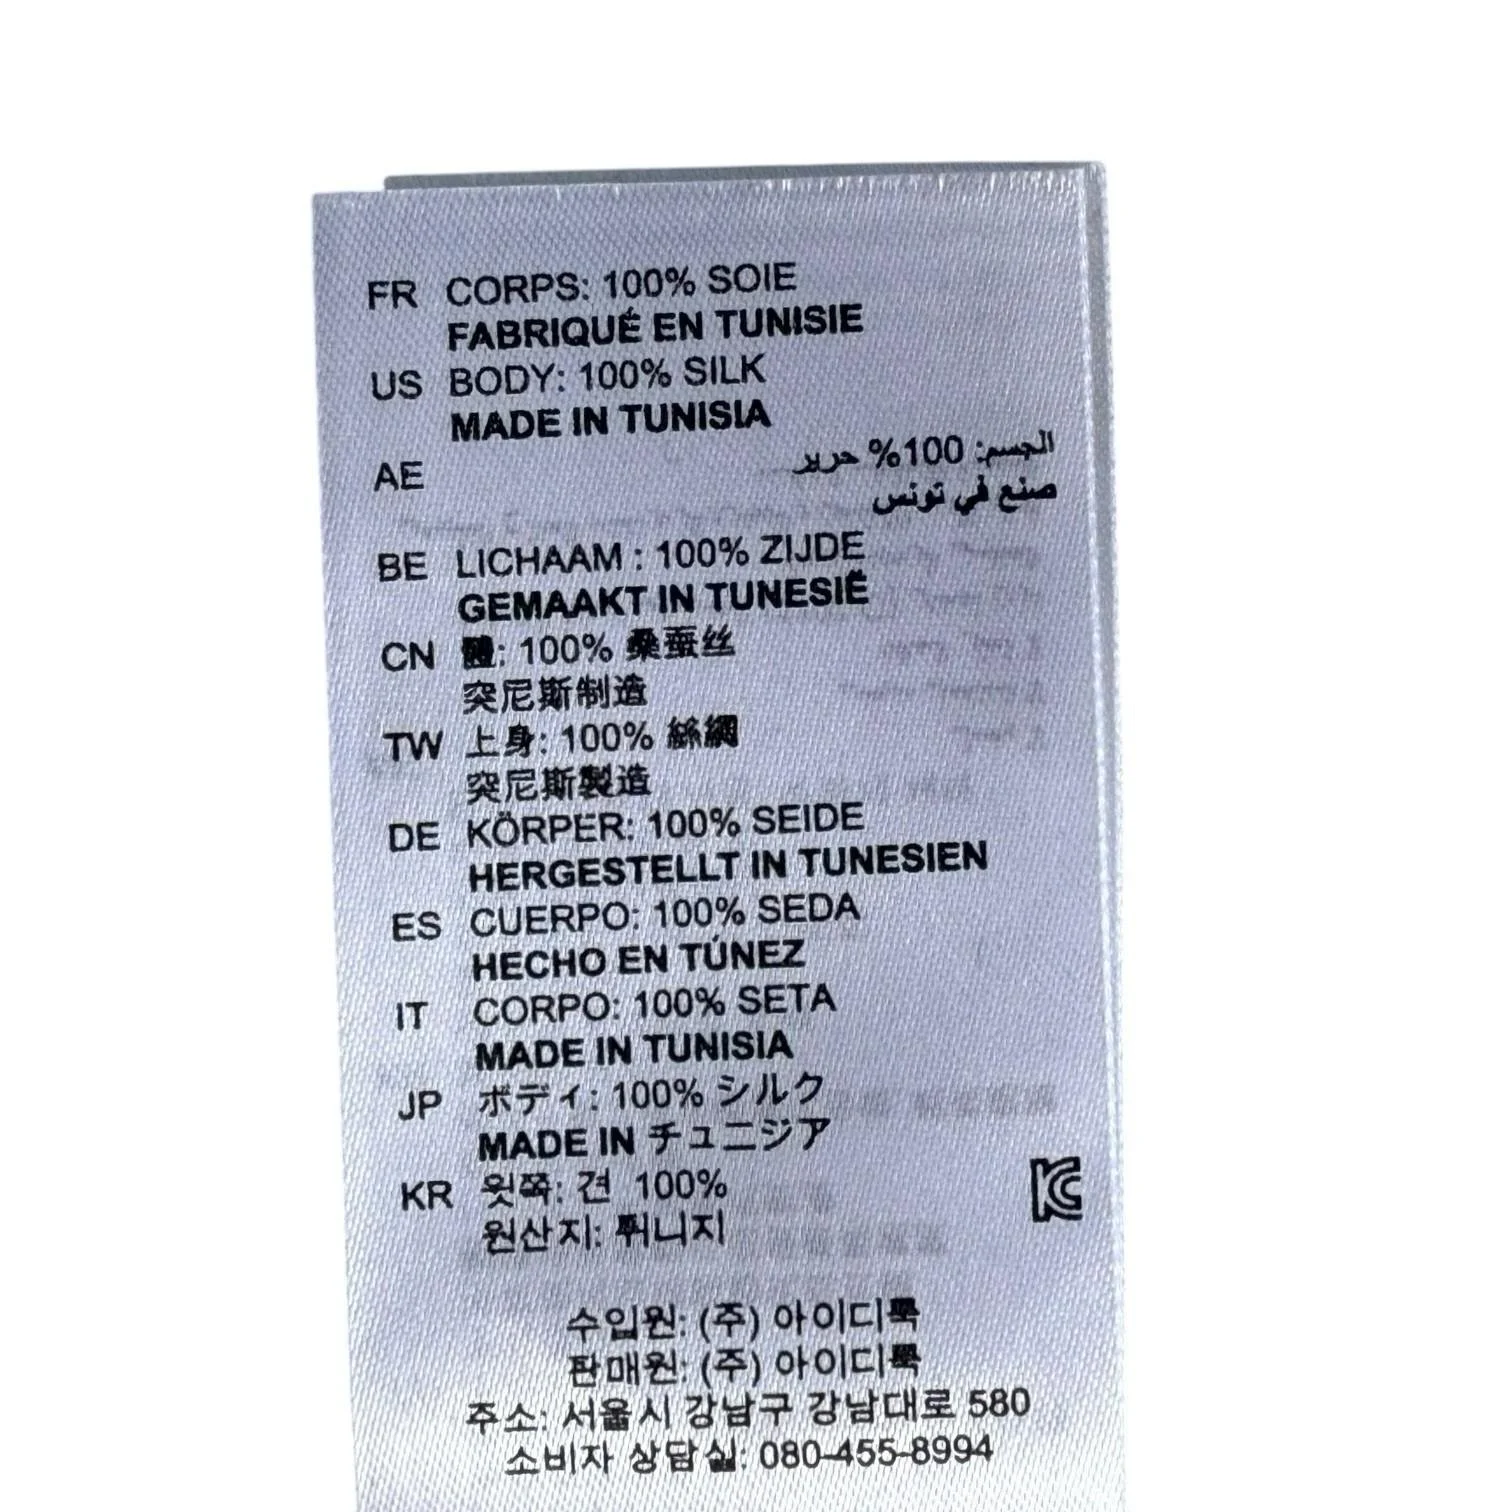 FR CORPS: 100% SOIE
FABRIQUÉ EN TUNISIE
US BODY: 100% SILK
MADE IN TUNISIA
AE الجسم: 100% حرير
صنع في تونس
BE LICHAAM : 100% ZIJDE
GEMAAKT IN TUNESIË
CN 體: 100% 桑蚕丝
突尼斯制造
TW 上身: 100% 絲綢
突尼斯製造
DE KÖRPER: 100% SEIDE
HERGESTELLT IN TUNESIEN
ES CUERPO: 100% SEDA
HECHO EN TÚNEZ
IT CORPO: 100% SETA
MADE IN TUNISIA
JP ボディ: 100% シルク
MADE IN チュニジア
KR 윗쪽: 견 100%
원산지: 튀니지
KC
수입원: (주) 아이디룩
판매원: (주) 아이디룩
주소: 서울시 강남구 강남대로 580
소비자 상담실: 080-455-8994